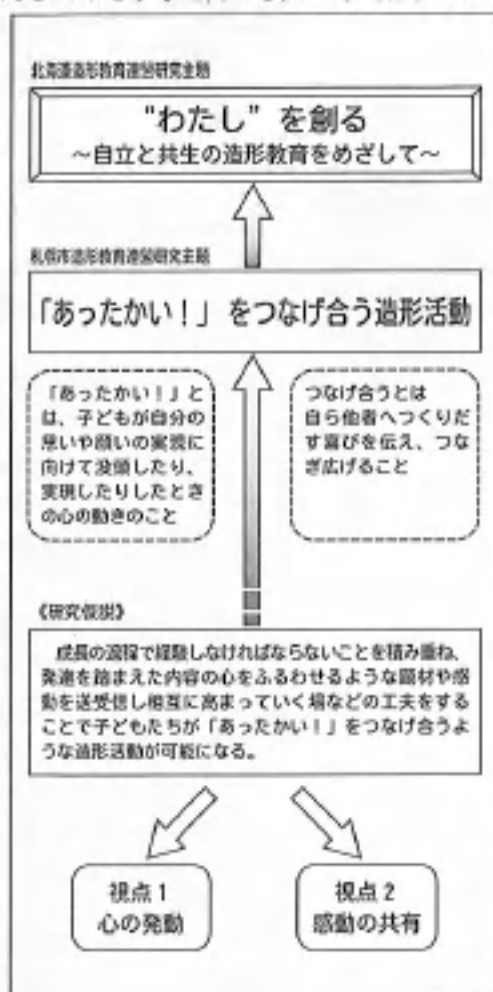 北海道造形教育連盟研究主題
"わたし"を創る
～自立と共生の造形教育をめざして～
札幌市造形教育連盟研究主題
「あったかい！」をつなげ合う造形活動
「あったかい！」と
は、子どもが自分の
思いや願いの実現に
向けて没頭したり、
実現したりしたとき
の心の動きのこと
つなげ合うとは
自ら他者へつくりだ
す喜びを伝え、つな
ぎ広げること
《研究仮説》
成長の過程で経験しなければならないことを積み重ね、
発達を踏まえた内容の心をふるわせるような題材や感
動を送受信し相互に高まっていく場などの工夫をする
ことで子どもたちが「あったかい！」をつなげ合うよ
うな造形活動が可能になる。
視点1
心の発動
視点2
感動の共有